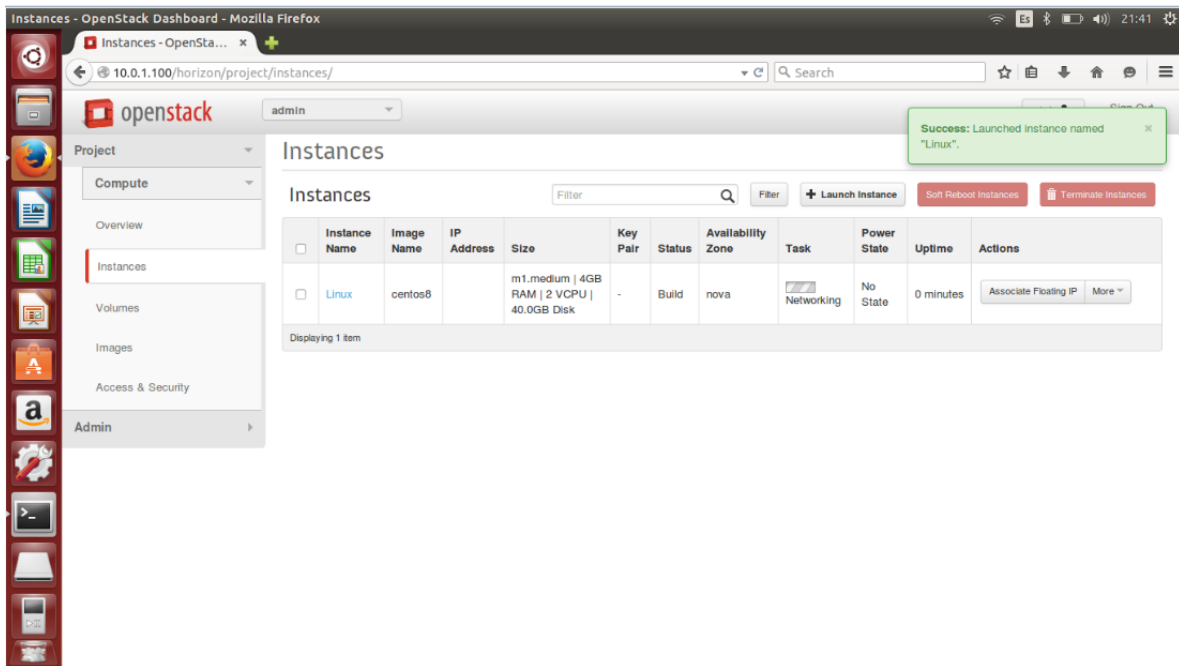 Instances - OpenStack Dashboard - Mozilla Firefox
Es
21:41
Instances - OpenSta... ×
10.0.1.100/horizon/project/instances/
Search
openstack
admin
Sign Out
Success: Launched instance named ×
"Linux".
Project
Compute
Overview
Instances
Volumes
Images
Access & Security
Admin
Instances
Instances
Filter
Filter
+ Launch Instance
Soft Reboot Instances
Terminate Instances
Instance Name
Image Name
IP Address
Size
Key Pair
Status
Availability Zone
Task
Power State
Uptime
Actions
Linux
centos8
m1.medium | 4GB
RAM | 2 VCPU |
40.0GB Disk
-
Build
nova
Networking
No State
0 minutes
Associate Floating IP
More
Displaying 1 item